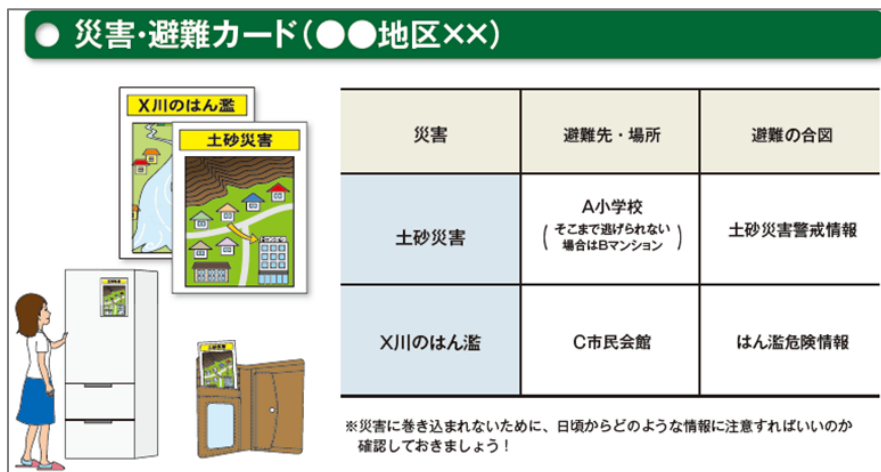 災害・避難カード（●●地区××）
X川のはん濫
土砂災害
災害
避難先・場所
避難の合図
土砂災害
A小学校
（そこまで逃げられない
場合はBマンション）
土砂災害警戒情報
X川のはん濫
C市民会館
はん濫危険情報
※災害に巻き込まれないために、日頃からどのような情報に注意すればいいのか
確認しておきましょう！